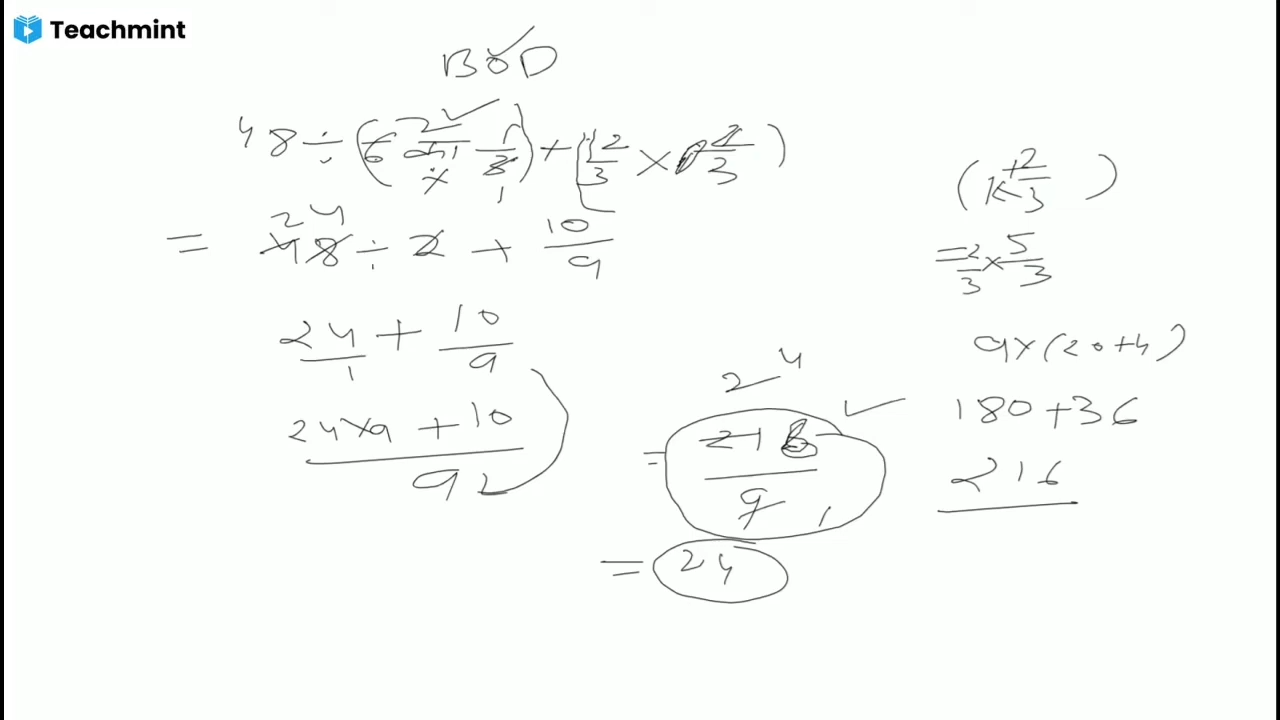 Teachmint
BOD
48 ÷ ( 6 × 1/3 ) + ( 1 2/3 × 2/3 )
= 48 ÷ 2 + 10/9
24
24/1 + 10/9
24×9 + 10
9
( 1 + 2/3 )
= 2/3 × 5/3
9×(20+4)
180+36
216
24
= 216/9
1
= 24